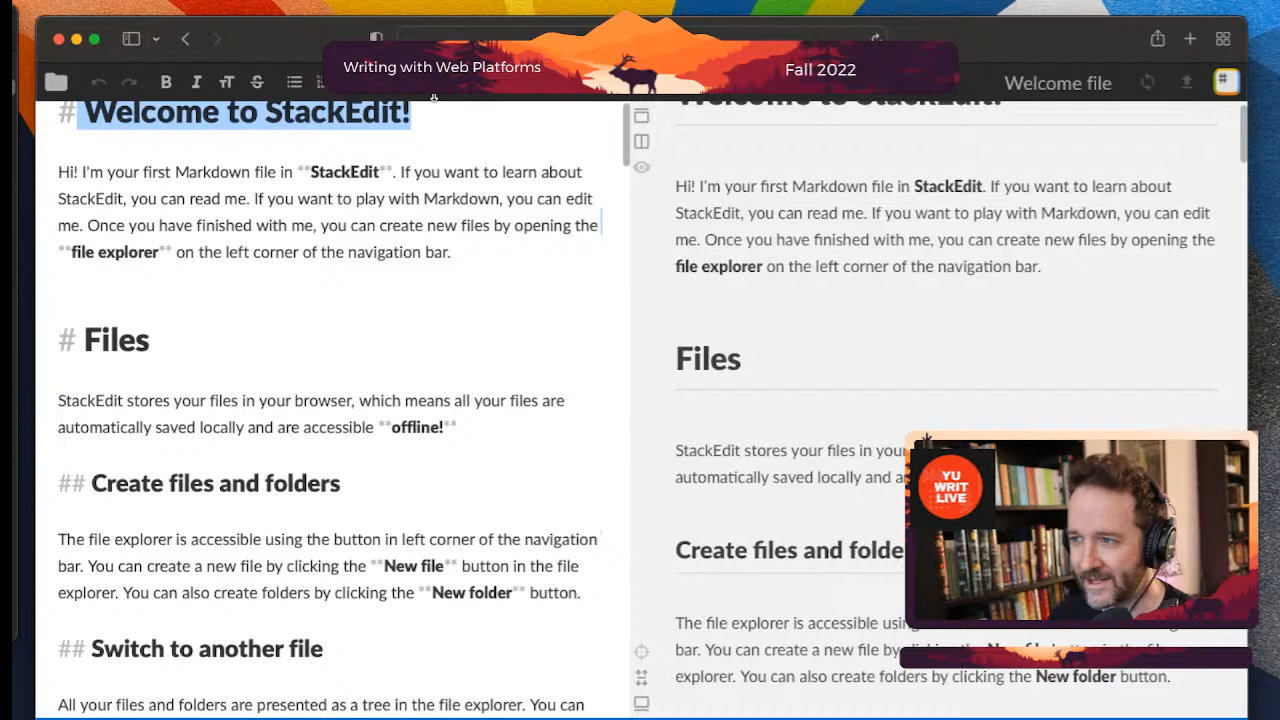 Writing with Web Platforms
Fall 2022
Welcome file
# Welcome to StackEdit!
Hi! I'm your first Markdown file in **StackEdit**. If you want to learn about
StackEdit, you can read me. If you want to play with Markdown, you can edit
me. Once you have finished with me, you can create new files by opening the
**file explorer** on the left corner of the navigation bar.
# Files
StackEdit stores your files in your browser, which means all your files are
automatically saved locally and are accessible **offline!**
## Create files and folders
The file explorer is accessible using the button in left corner of the navigation
bar. You can create a new file by clicking the **New file** button in the file
explorer. You can also create folders by clicking the **New folder** button.
## Switch to another file
All your files and folders are presented as a tree in the file explorer. You can
Welcome to StackEdit!
Hi! I'm your first Markdown file in StackEdit. If you want to learn about
StackEdit, you can read me. If you want to play with Markdown, you can edit
me. Once you have finished with me, you can create new files by opening the
file explorer on the left corner of the navigation bar.
Files
StackEdit stores your files in your
automatically saved locally and a
Create files and folde
The file explorer is accessible using
bar. You can create a new file by
explorer. You can also create folders by clicking the New folder button.
YU
WRIT
LIVE